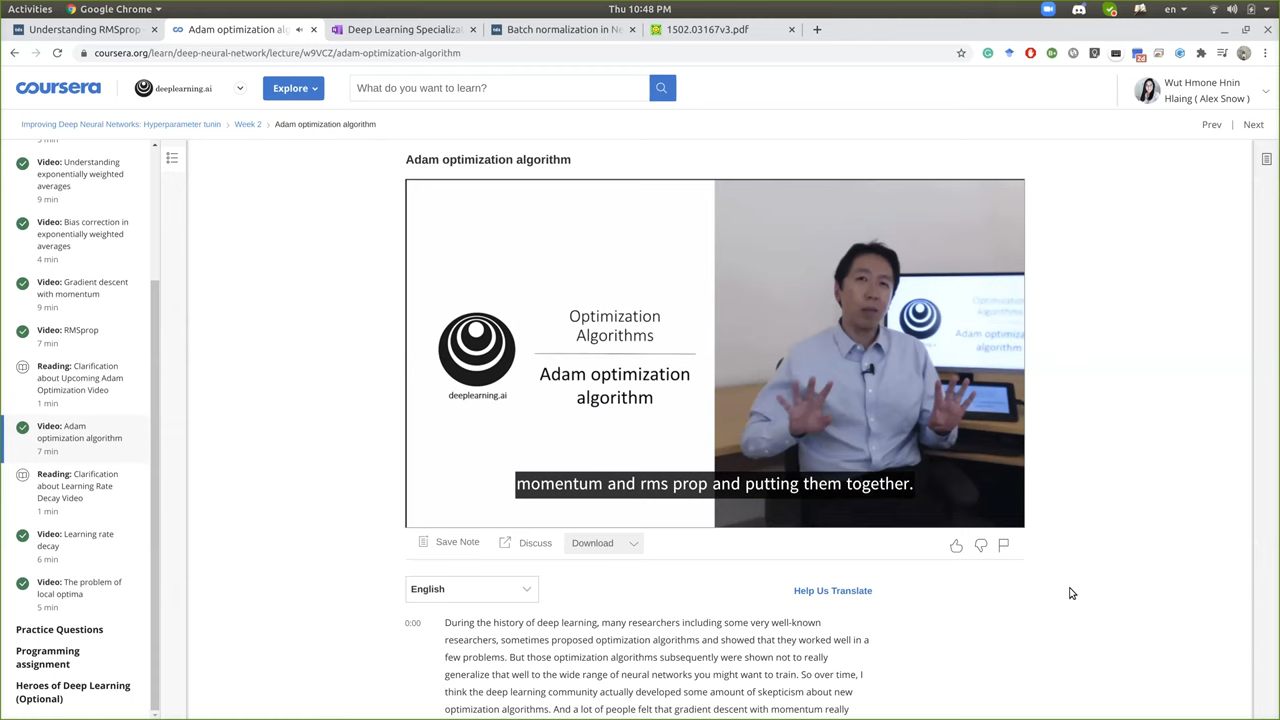 Activities
Google Chrome
Thu 10:48 PM
en
Understanding RMSprop
Adam optimization alg
Deep Learning Specializa
Batch normalization in Ne
1502.03167v3.pdf
coursera.org/learn/deep-neural-network/lecture/w9VCZ/adam-optimization-algorithm
coursera
deeplearning.ai
Explore
What do you want to learn?
Wut Hmone Hnin
Hlaing ( Alex Snow )
Improving Deep Neural Networks: Hyperparameter tunin
Week 2
Adam optimization algorithm
Prev
Next
Video: Understanding
exponentially weighted
averages
9 min
Video: Bias correction in
exponentially weighted
averages
4 min
Video: Gradient descent
with momentum
9 min
Video: RMSprop
7 min
Reading: Clarification
about Upcoming Adam
Optimization Video
1 min
Video: Adam
optimization algorithm
7 min
Reading: Clarification
about Learning Rate
Decay Video
1 min
Video: Learning rate
decay
6 min
Video: The problem of
local optima
5 min
Practice Questions
Programming
assignment
Heroes of Deep Learning
(Optional)
Adam optimization algorithm
Optimization
Algorithms
Adam optimization
algorithm
deeplearning.ai
Adam optimiz
algorithm
momentum and rms prop and putting them together.
Save Note
Discuss
Download
English
Help Us Translate
0:00
During the history of deep learning, many researchers including some very well-known
researchers, sometimes proposed optimization algorithms and showed that they worked well in a
few problems. But those optimization algorithms subsequently were shown not to really
generalize that well to the wide range of neural networks you might want to train. So over time, I
think the deep learning community actually developed some amount of skepticism about new
optimization algorithms. And a lot of people felt that gradient descent with momentum really